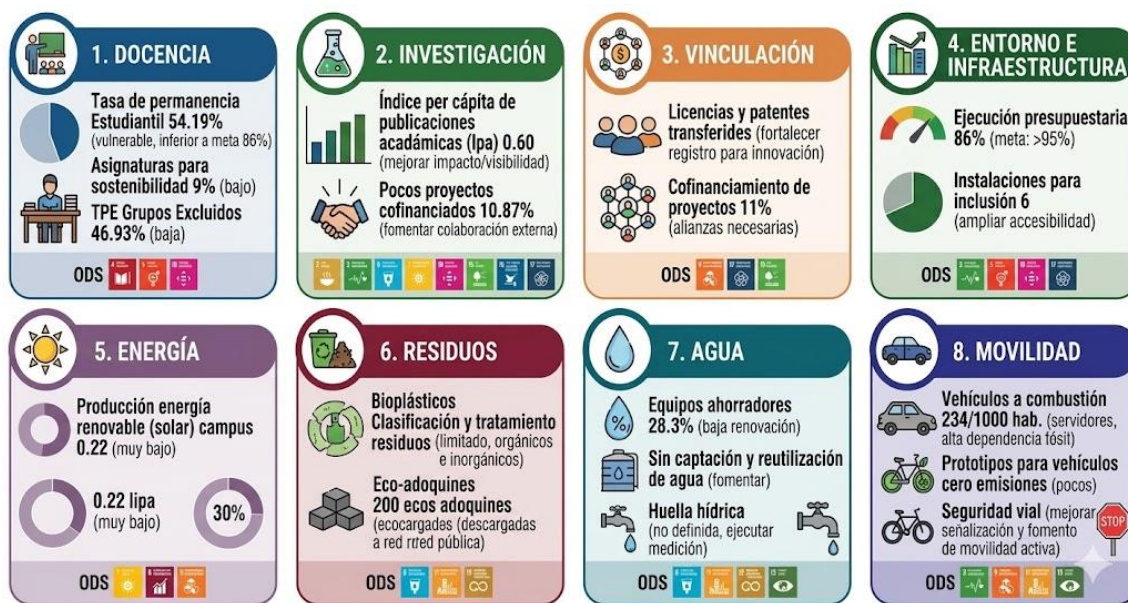 1. DOCENCIA
Tasa de permanencia
Estudiantil 54.19%
(vulnerable, inferior a meta 86%)
Asignaturas para
sostenibilidad 9% (bajo)
TPE Grupos Excluidos
46.93% (baja)
ODS
2. INVESTIGACIÓN
Índice per cápita de
publicaciones
académicas (Ipa) 0.60
(mejorar impacto/visibilidad)
Pocos proyectos
cofinanciados 10.87%
(fomentar colaboración externa)
ODS
3. VINCULACIÓN
Licencias y patentes
transferidos (fortalecer
registro para innovación)
Cofinanciamiento de
proyectos 11%
(alianzas necesarias)
ODS
4. ENTORNO E
INFRAESTRUCTURA
Ejecución presupuestaria
86% (meta: >95%)
Instalaciones para
inclusión 6
(ampliar accesibilidad)
ODS
5. ENERGÍA
Producción energía
renovable (solar) campus
0.22 (muy bajo)
0.22 lipa
(muy bajo)
30%
ODS
6. RESIDUOS
Bioplásticos
Clasificación y tratamiento
residuos (limitado, orgánicos
e inorgánicos)
Eco-adoquines
200 ecos adoquines
(ecocargades (descargadas
a red rrred pública)
ODS
7. AGUA
Equipos ahorradores
28.3% (baja renovación)
Sin captación y reutilización
de agua (fomentar)
Huella hídrica
(no definida, ejecutar
medición)
ODS
8. MOVILIDAD
Vehículos a combustión
234/1000 hab. (servidores,
alta dependencia fósil)
Prototipos para vehículos
cero emisiones (pocos)
Seguridad vial (mejorar
señalización y fomento
de movilidad activa)
STOP
ODS